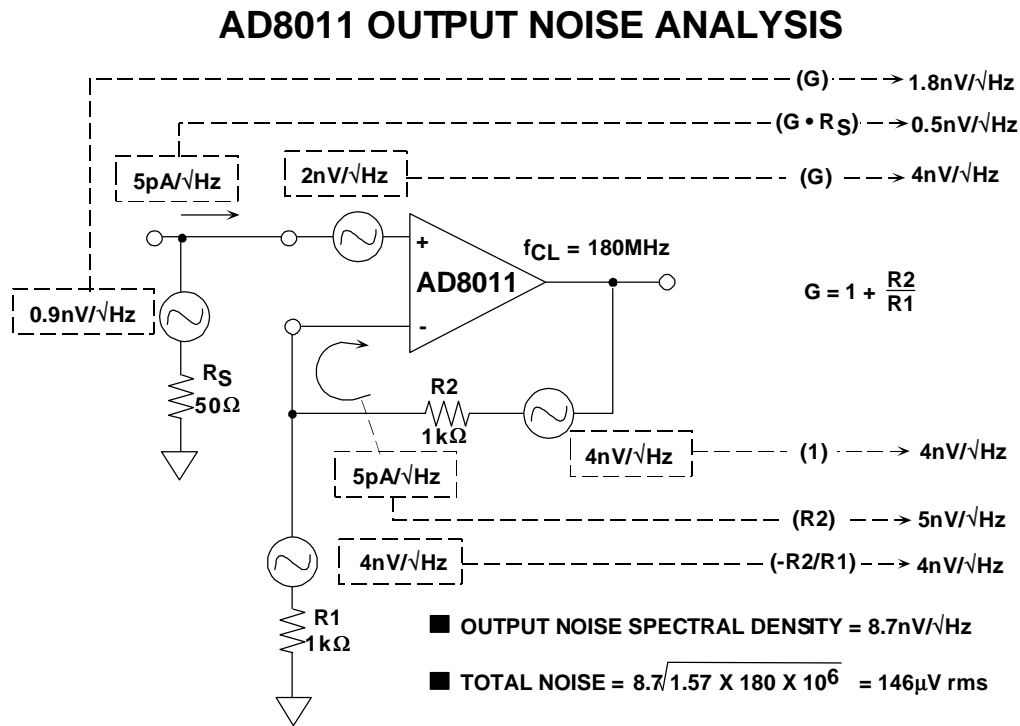 AD8011 OUTPUT NOISE ANALYSIS
(G)
1.8nV/√Hz
(G • RS)
0.5nV/√Hz
5pA/√Hz
2nV/√Hz
(G)
4nV/√Hz
+
fCL = 180MHz
AD8011
G = 1 + R2/R1
0.9nV/√Hz
-
RS
50Ω
R2
1kΩ
4nV/√Hz
(1)
4nV/√Hz
5pA/√Hz
(R2)
5nV/√Hz
4nV/√Hz
(-R2/R1)
4nV/√Hz
R1
1kΩ
■ OUTPUT NOISE SPECTRAL DENSITY = 8.7nV/√Hz
■ TOTAL NOISE = 8.7√1.57 X 180 X 10⁶ = 146μV rms